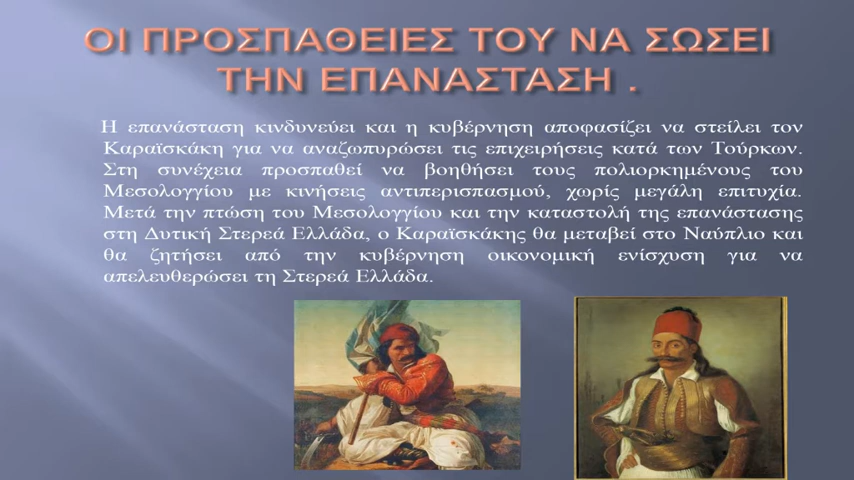 ΟΙ ΠΡΟΣΠΑΘΕΙΕΣ ΤΟΥ ΝΑ ΣΩΣΕΙ
ΤΗΝ ΕΠΑΝΑΣΤΑΣΗ .
Η επανάσταση κινδυνεύει και η κυβέρνηση αποφασίζει να στείλει τον
Καραϊσκάκη για να αναζωπυρώσει τις επιχειρήσεις κατά των Τούρκων.
Στη συνέχεια προσπαθεί να βοηθήσει τους πολιορκημένους του
Μεσολογγίου με κινήσεις αντιπερισπασμού, χωρίς μεγάλη επιτυχία.
Μετά την πτώση του Μεσολογγίου και την καταστολή της επανάστασης
στη Δυτική Στερεά Ελλάδα, ο Καραϊσκάκης θα μεταβεί στο Ναύπλιο και
θα ζητήσει από την κυβέρνηση οικονομική ενίσχυση για να
απελευθερώσει τη Στερεά Ελλάδα.